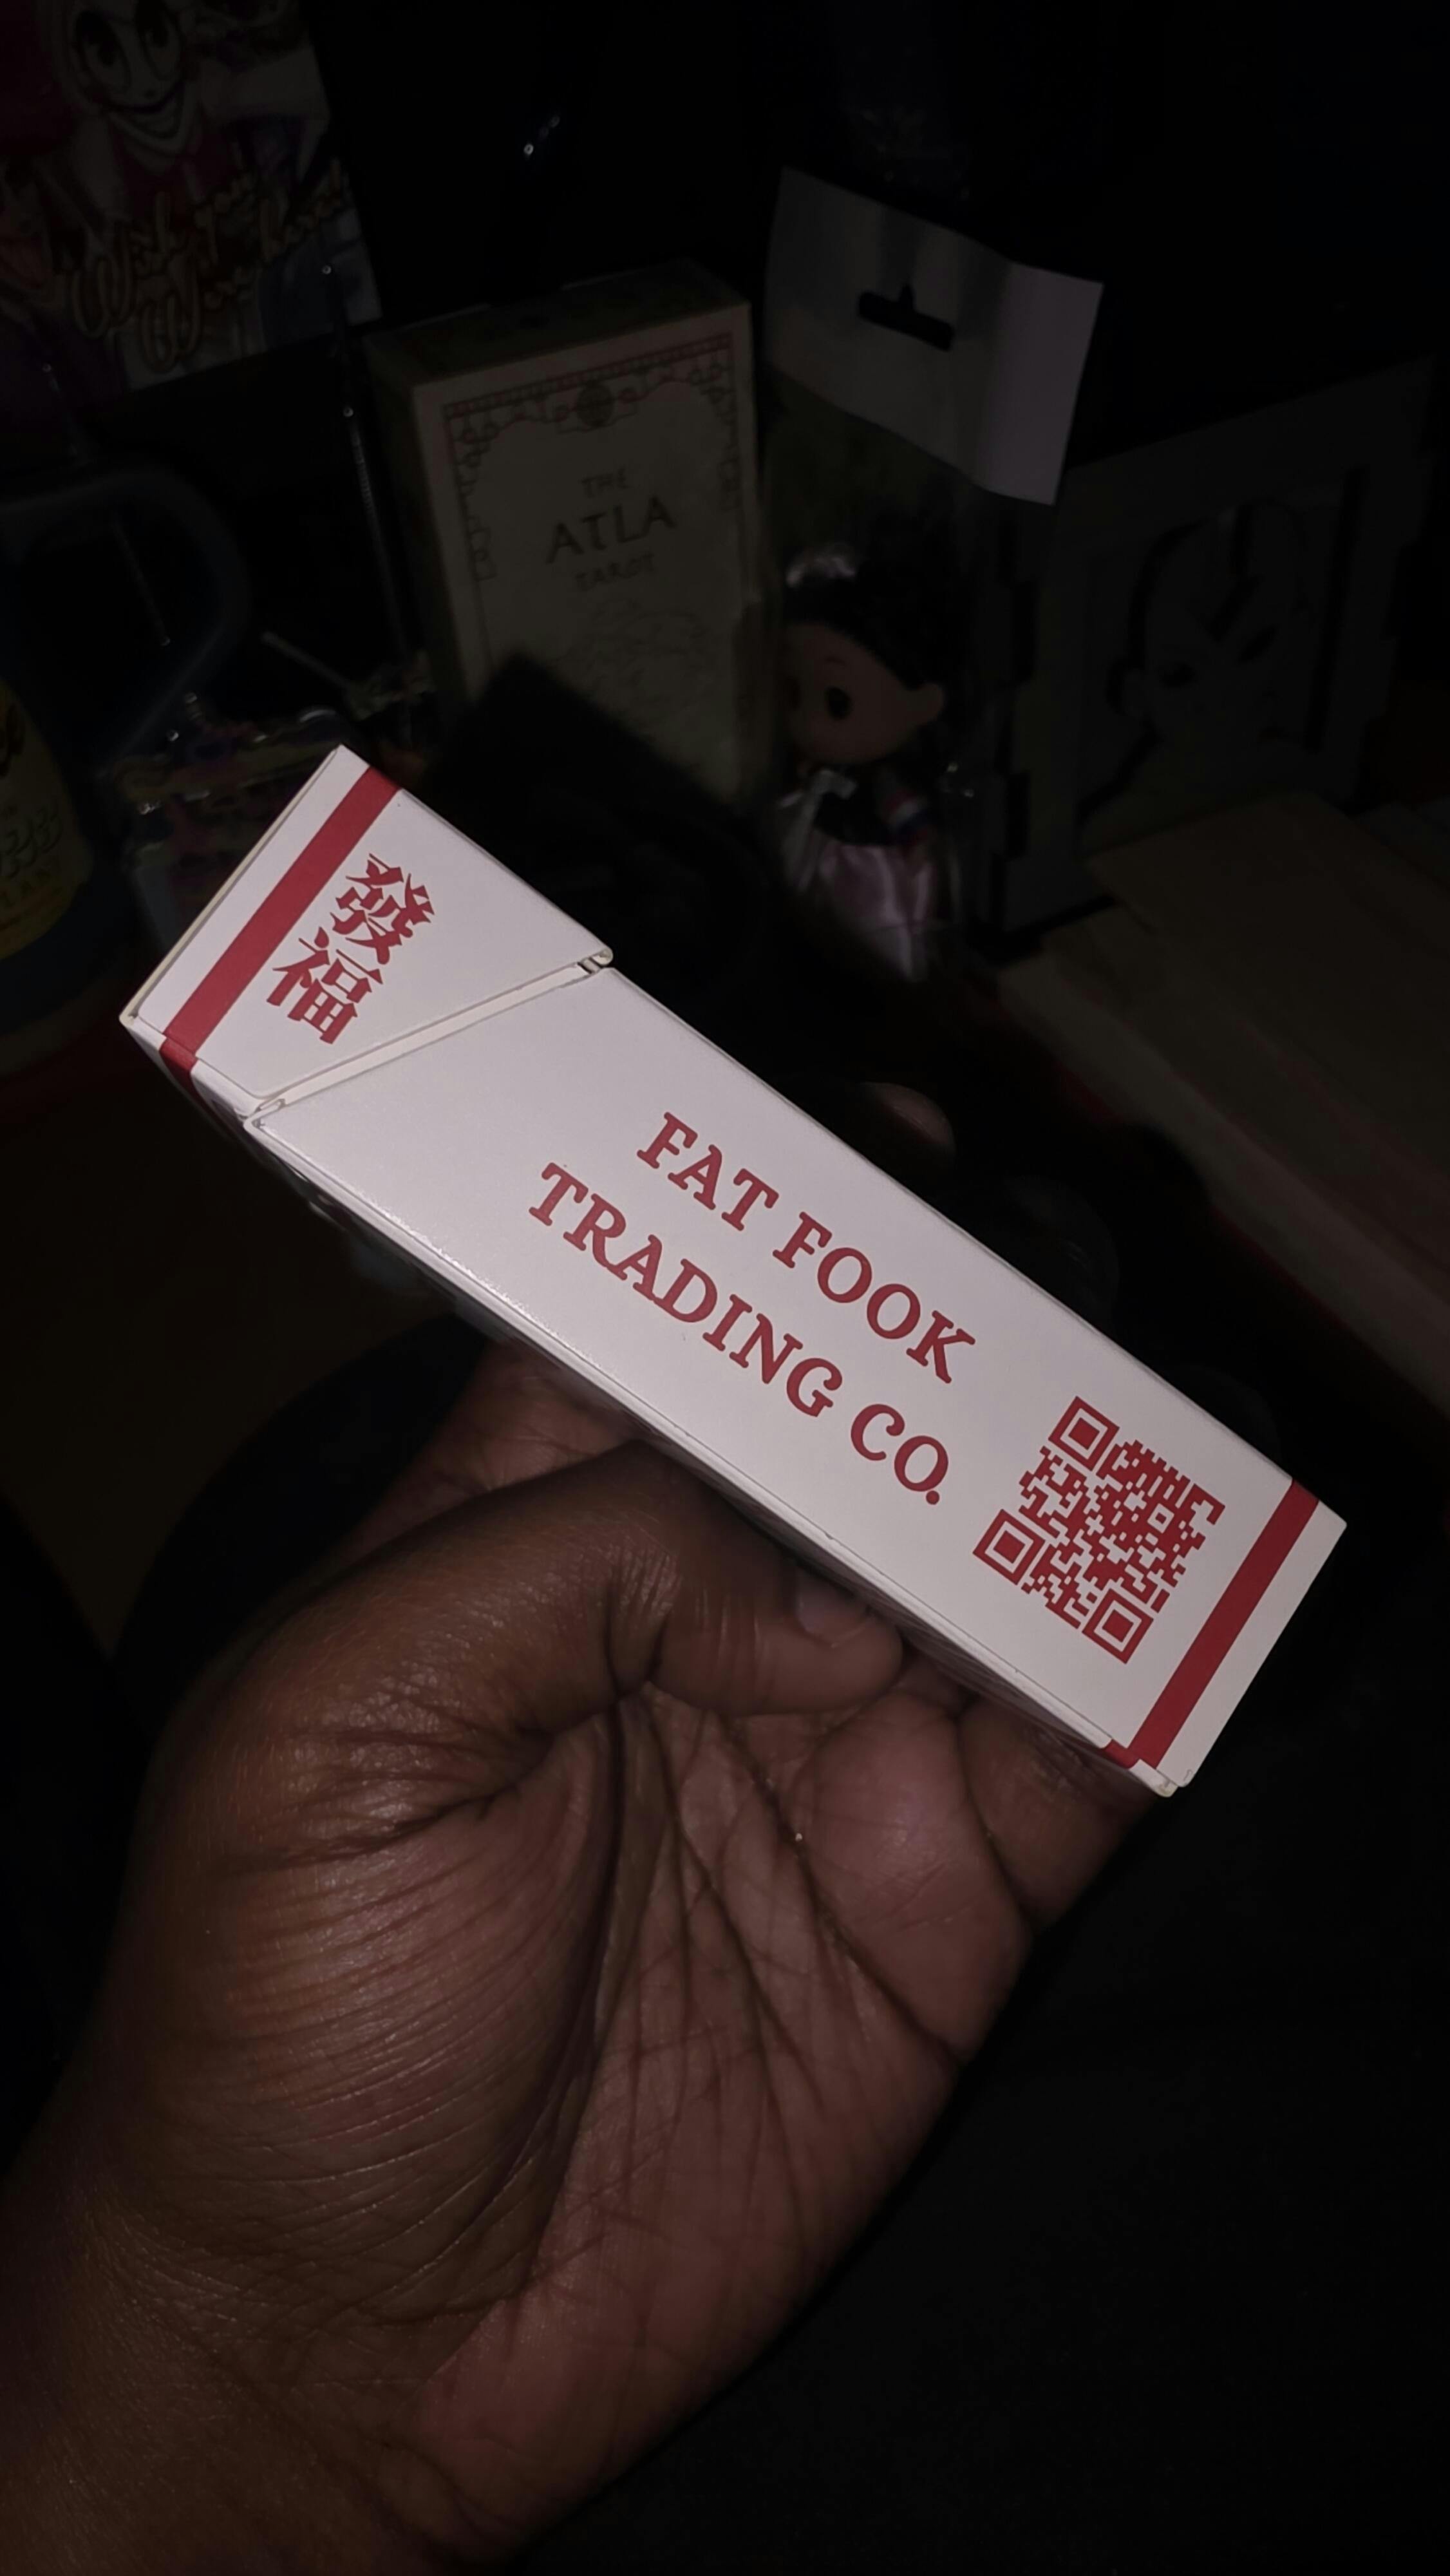 THE
ATLA
TAROT
發
福
FAT FOOK
TRADING CO.